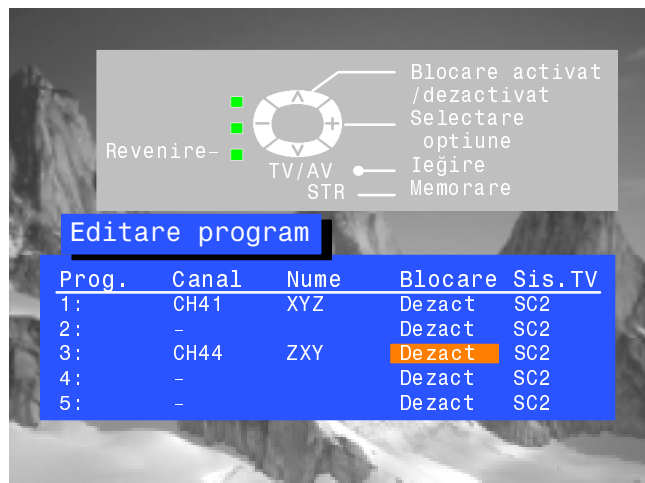 Blocare activat
/dezactivat
Selectare
optiune
Revenire–
TV/AV
Ieğire
STR
Memorare
Editare program
Prog. Canal Nume Blocare Sis.TV
1: CH41 XYZ Dezact SC2
2: – Dezact SC2
3: CH44 ZXY Dezact SC2
4: – Dezact SC2
5: – Dezact SC2